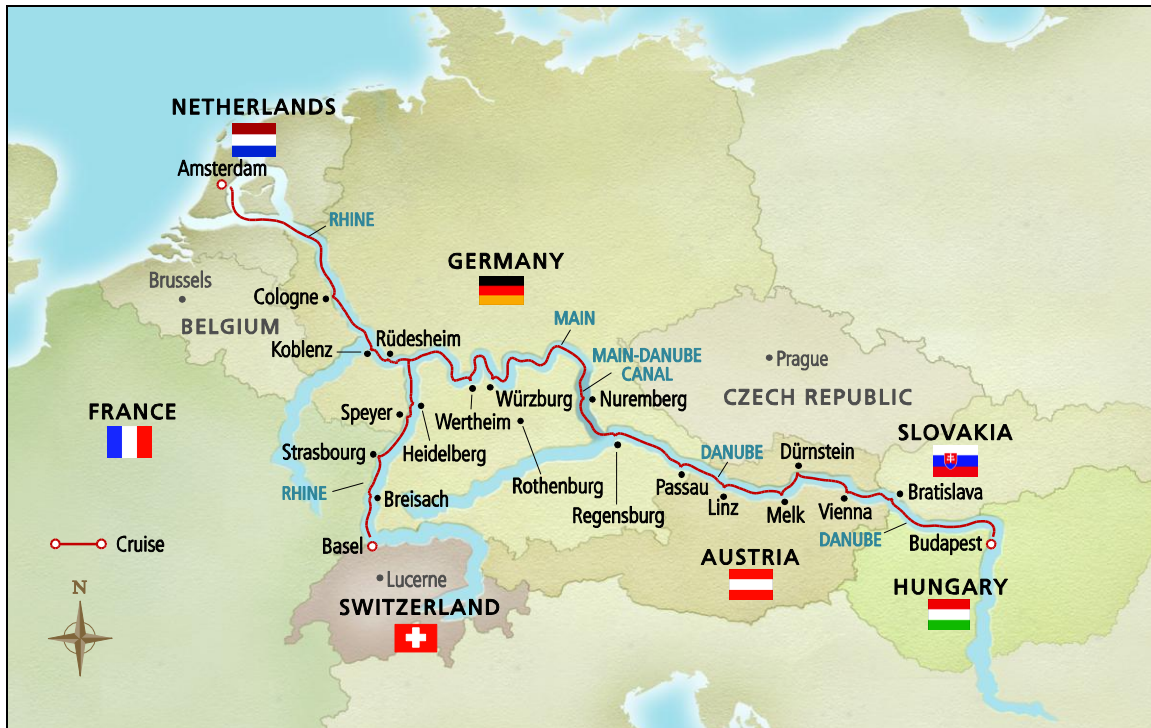 NETHERLANDS
Amsterdam
RHINE
GERMANY
Brussels
Cologne
BELGIUM
MAIN
Koblenz
Rüdesheim
MAIN-DANUBE
CANAL
Prague
CZECH REPUBLIC
FRANCE
Speyer
Wertheim
Würzburg
Nuremberg
SLOVAKIA
Strasbourg
Heidelberg
DANUBE
Dürnstein
RHINE
Breisach
Rothenburg
Regensburg
Passau
Linz
Melk
Vienna
Bratislava
DANUBE
Budapest
Cruise
Basel
AUSTRIA
N
Lucerne
SWITZERLAND
HUNGARY